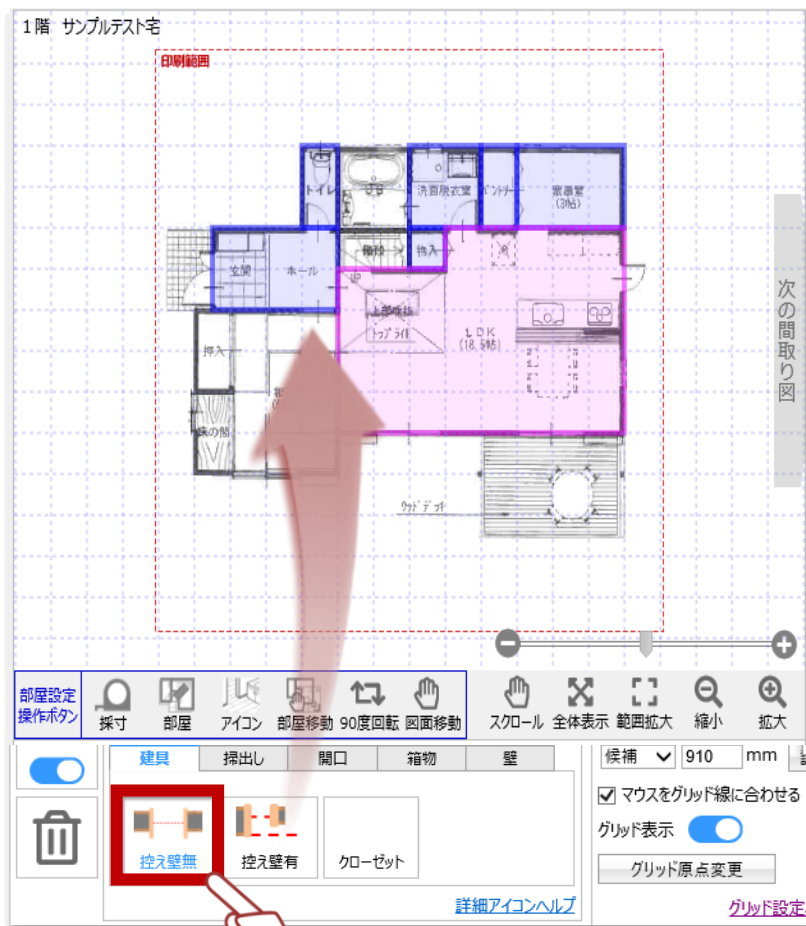 1階 サンプルテスト宅
印刷範囲
トイレ
UB
洗面脱衣室
パントリー
家事室
(3帖)
玄関
ホール
階段
押入
UP
上部吹抜
トップライト
LDK
(18.5帖)
押入
床の間
ウッドデッキ
次の間取り図
部屋設定
操作ボタン
採寸
部屋
アイコン
部屋移動
90度回転
図面移動
スクロール
全体表示
範囲拡大
縮小
拡大
建具
掃出し
開口
箱物
壁
控え壁無
控え壁有
クローゼット
詳細アイコンヘルプ
候補
910
mm
マウスをグリッド線に合わせる
グリッド表示
グリッド原点変更
グリッド設定